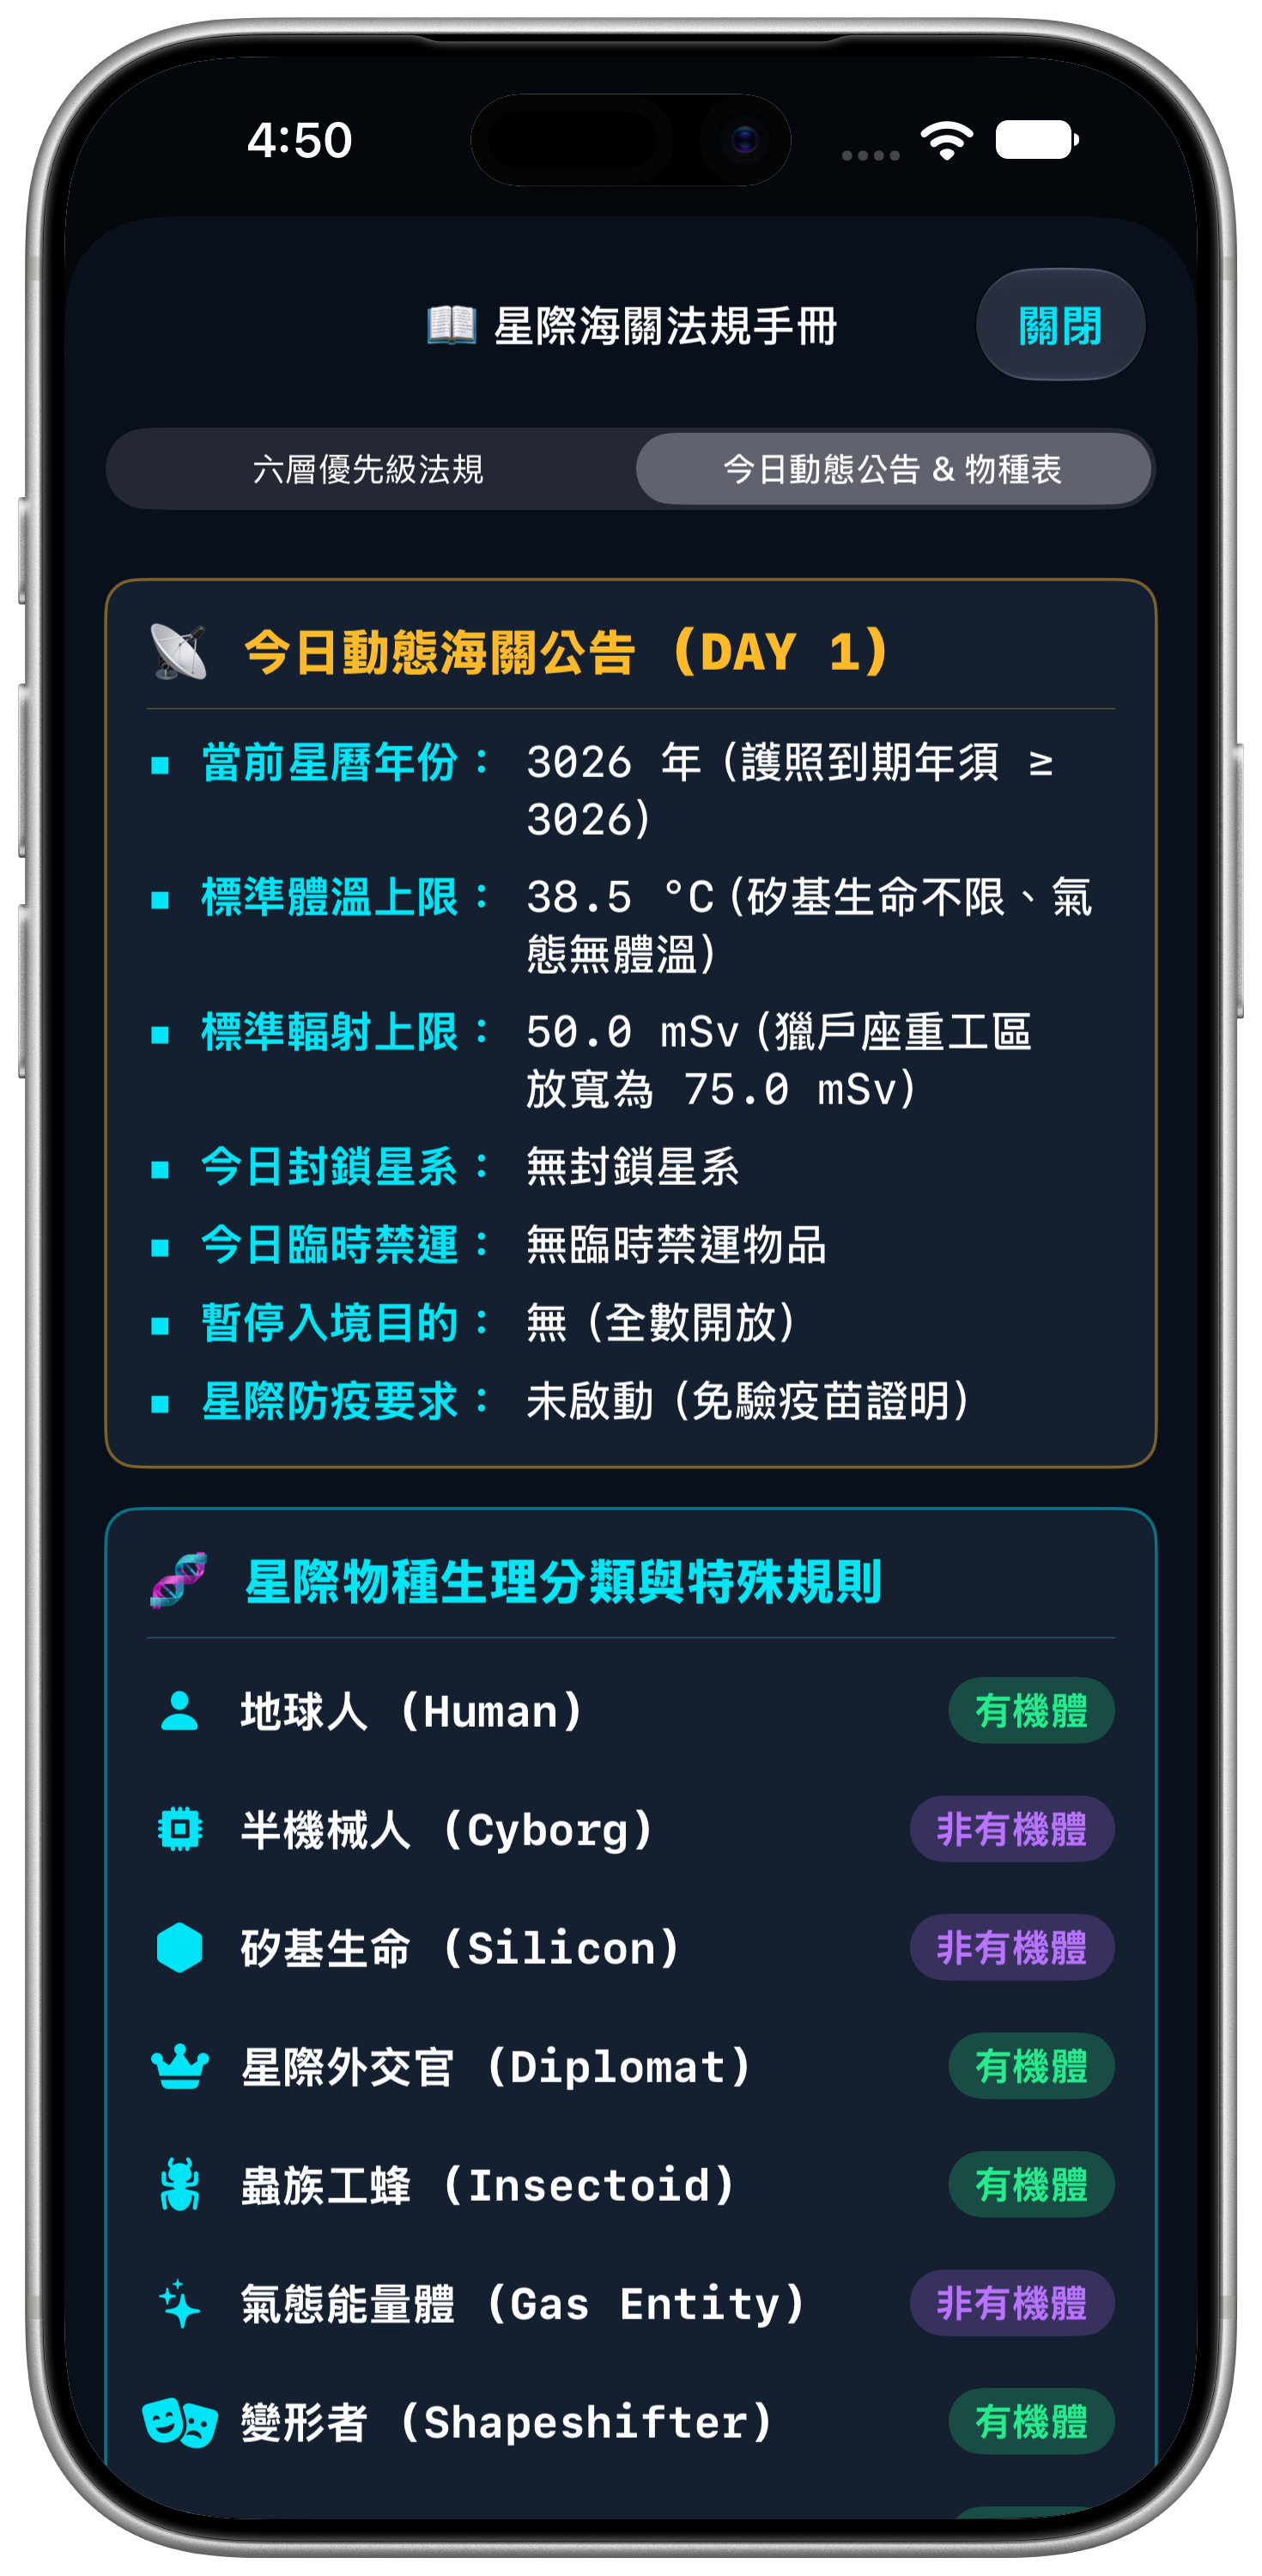 4:50
📖 星際海關法規手冊
關閉
六層優先級法規
今日動態公告 & 物種表
今日動態海關公告 (DAY 1)
當前星曆年份：
3026 年 (護照到期年須 ≥
3026)
標準體溫上限：
38.5 °C (矽基生命不限、氣
態無體溫)
標準輻射上限：
50.0 mSv (獵戶座重工區
放寬為 75.0 mSv)
今日封鎖星系：
無封鎖星系
今日臨時禁運：
無臨時禁運物品
暫停入境目的：
無 (全數開放)
星際防疫要求：
未啟動 (免驗疫苗證明)
星際物種生理分類與特殊規則
地球人 (Human)
有機體
半機械人 (Cyborg)
非有機體
矽基生命 (Silicon)
非有機體
星際外交官 (Diplomat)
有機體
蟲族工蜂 (Insectoid)
有機體
氣態能量體 (Gas Entity)
非有機體
變形者 (Shapeshifter)
有機體